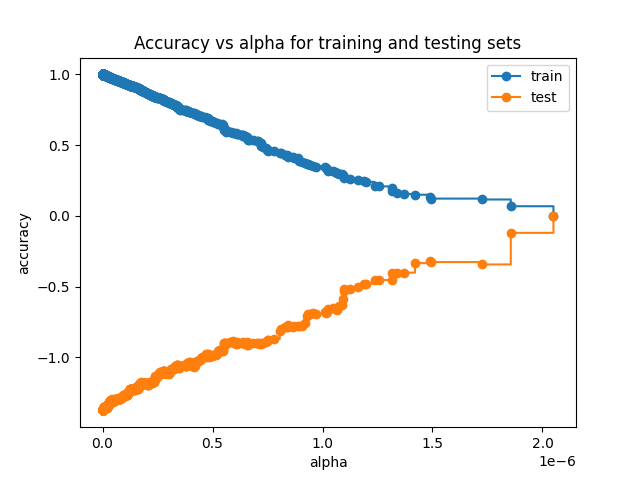 Accuracy vs alpha for training and testing sets
train
test
accuracy
1.0
0.5
0.0
−0.5
−1.0
0.0 0.5 1.0 1.5 2.0
1e−6
alpha